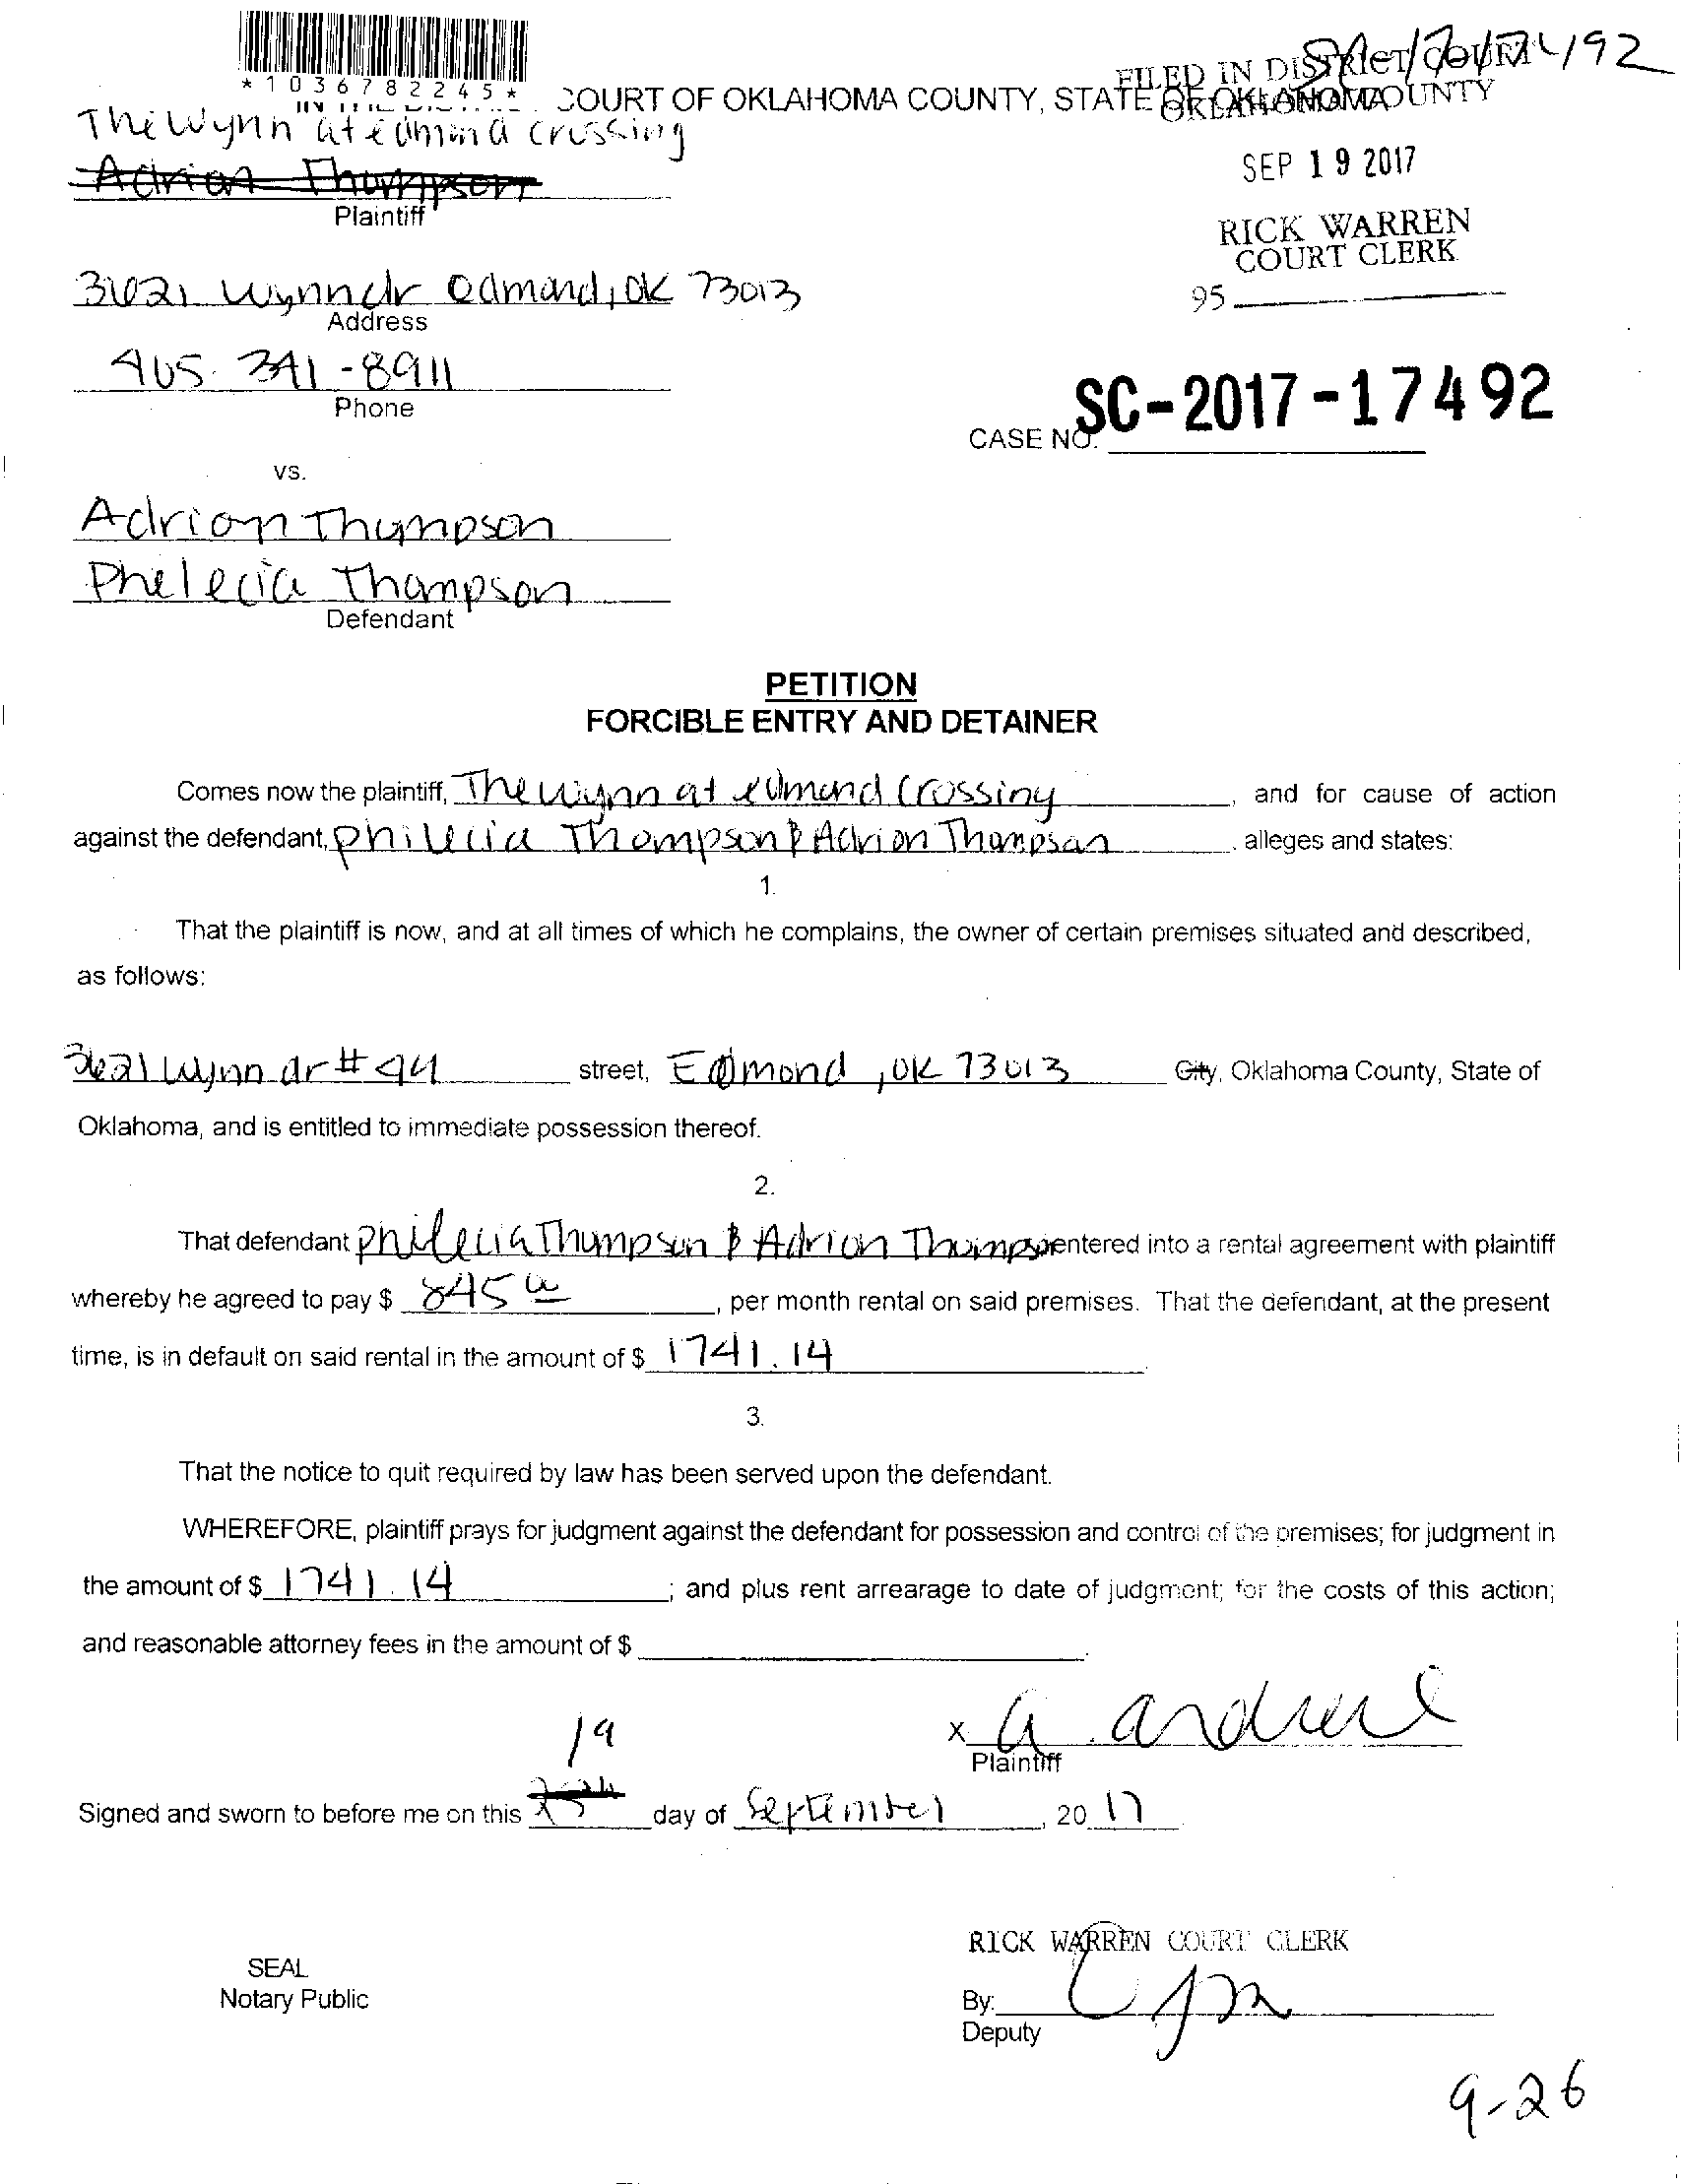 *1036782245*
COURT OF OKLAHOMA COUNTY, STATE OF OKLAHOMA
FILED IN DISTRICT COURT
OKLAHOMA COUNTY
The Wynn at edmond crossing
Adrian Thompson
Plaintiff
SEP 19 2017
RICK WARREN
COURT CLERK
95
3621 Wynn dr edmond, OK 73013
Address
405-341-8911
Phone
CASE NO. SC-2017-17492
vs.
Adrion Thompson
Phelecia Thompson
Defendant
PETITION
FORCIBLE ENTRY AND DETAINER
Comes now the plaintiff, The wynn at edmond Crossing, and for cause of action
against the defendant, philecia Thompson & Adrion Thompson alleges and states:
1.
That the plaintiff is now, and at all times of which he complains, the owner of certain premises situated and described,
as follows:
3621 Wynn dr # 94 street, Edmond, OK 73013 City, Oklahoma County, State of
Oklahoma, and is entitled to immediate possession thereof.
2.
That defendant philecia Thompson & Adrion Thompson entered into a rental agreement with plaintiff
whereby he agreed to pay $ 845 00, per month rental on said premises. That the defendant, at the present
time, is in default on said rental in the amount of $ 1741.14.
3.
That the notice to quit required by law has been served upon the defendant.
WHEREFORE, plaintiff prays for judgment against the defendant for possession and control of the premises; for judgment in
the amount of $ 1741.14; and plus rent arrearage to date of judgment; for the costs of this action;
and reasonable attorney fees in the amount of $
X
Plaintiff
19
Signed and sworn to before me on this day of September, 20 17
RICK WARREN COURT CLERK
SEAL
Notary Public
By:
Deputy
9-26